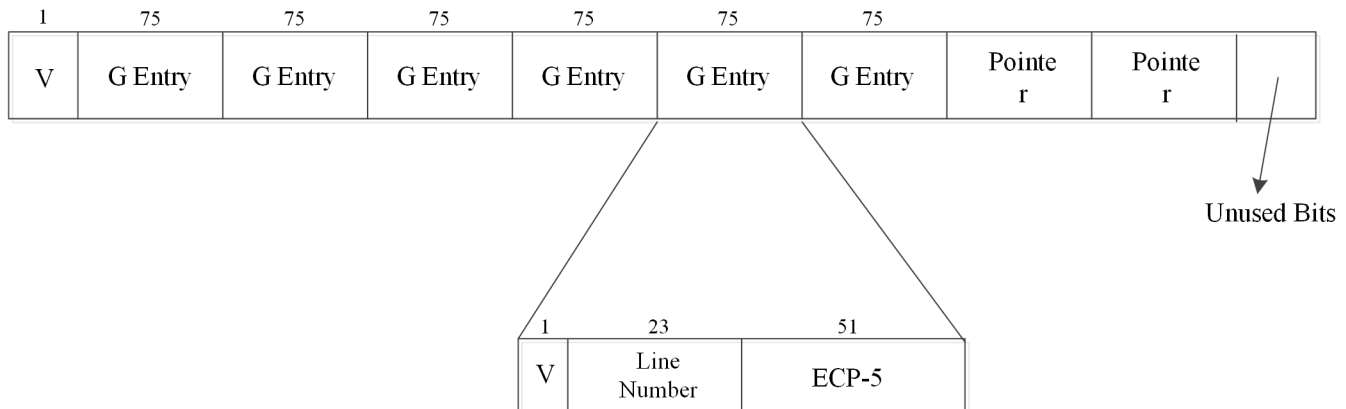 1 75 75 75 75 75 75
V G Entry G Entry G Entry G Entry G Entry G Entry Pointe Pointe
r r
Unused Bits
1 23 51
V Line ECP-5
Number